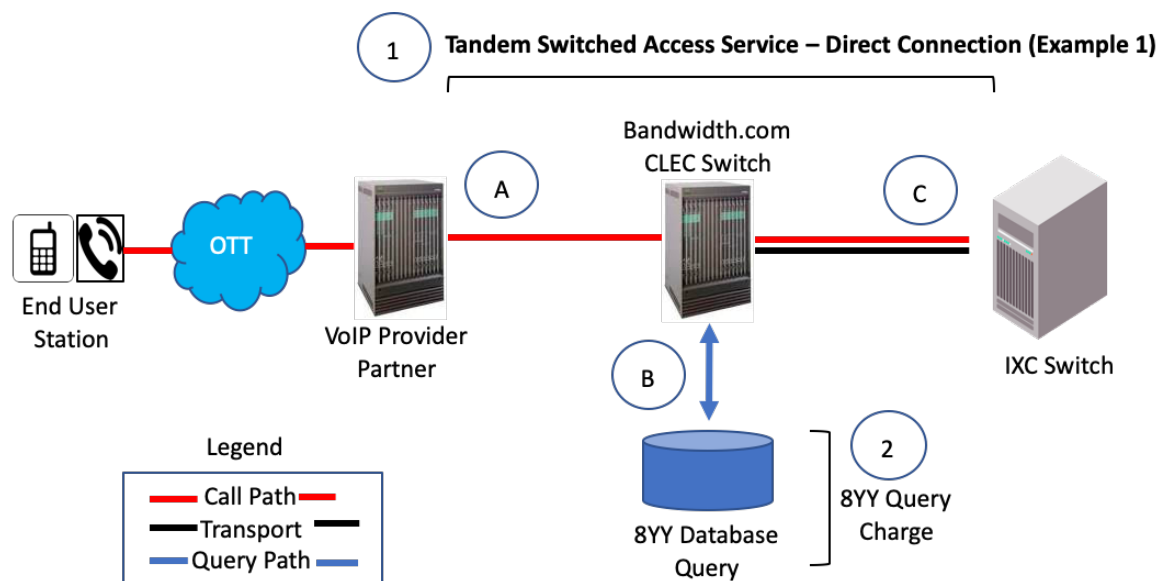 1
Tandem Switched Access Service – Direct Connection (Example 1)
Bandwidth.com
CLEC Switch
A
C
OTT
End User
Station
VoIP Provider
Partner
B
IXC Switch
Legend
Call Path
Transport
Query Path
8YY Database
Query
2
8YY Query
Charge